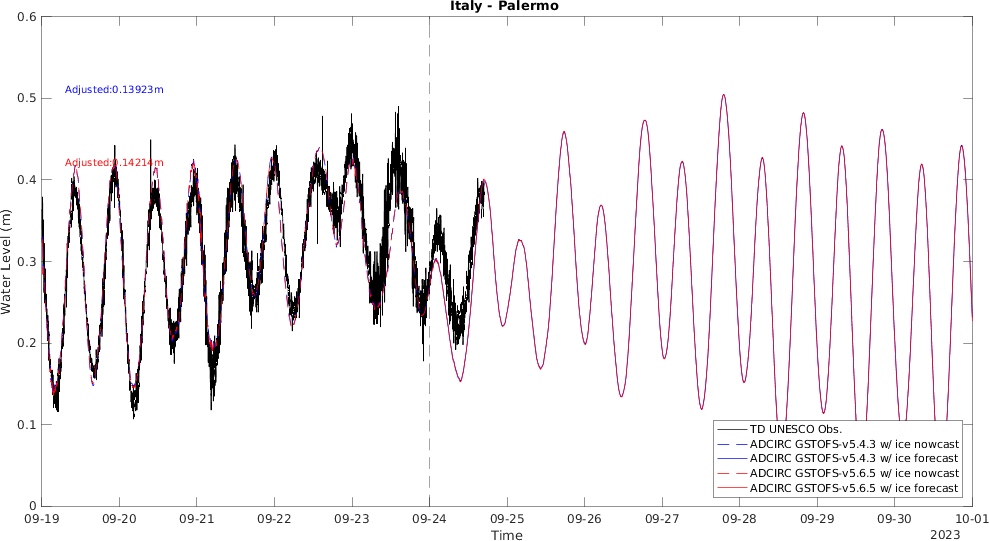 Italy - Palermo
0.6
0.5
0.4
0.3
0.2
0.1
0
Water Level (m)
Adjusted:0.13923m
Adjusted:0.14214m
TD UNESCO Obs.
ADCIRC GSTOFS-v5.4.3 w/ ice nowcast
ADCIRC GSTOFS-v5.4.3 w/ ice forecast
ADCIRC GSTOFS-v5.6.5 w/ ice nowcast
ADCIRC GSTOFS-v5.6.5 w/ ice forecast
09-19 09-20 09-21 09-22 09-23 09-24 09-25 09-26 09-27 09-28 09-29 09-30 10-01
Time
2023